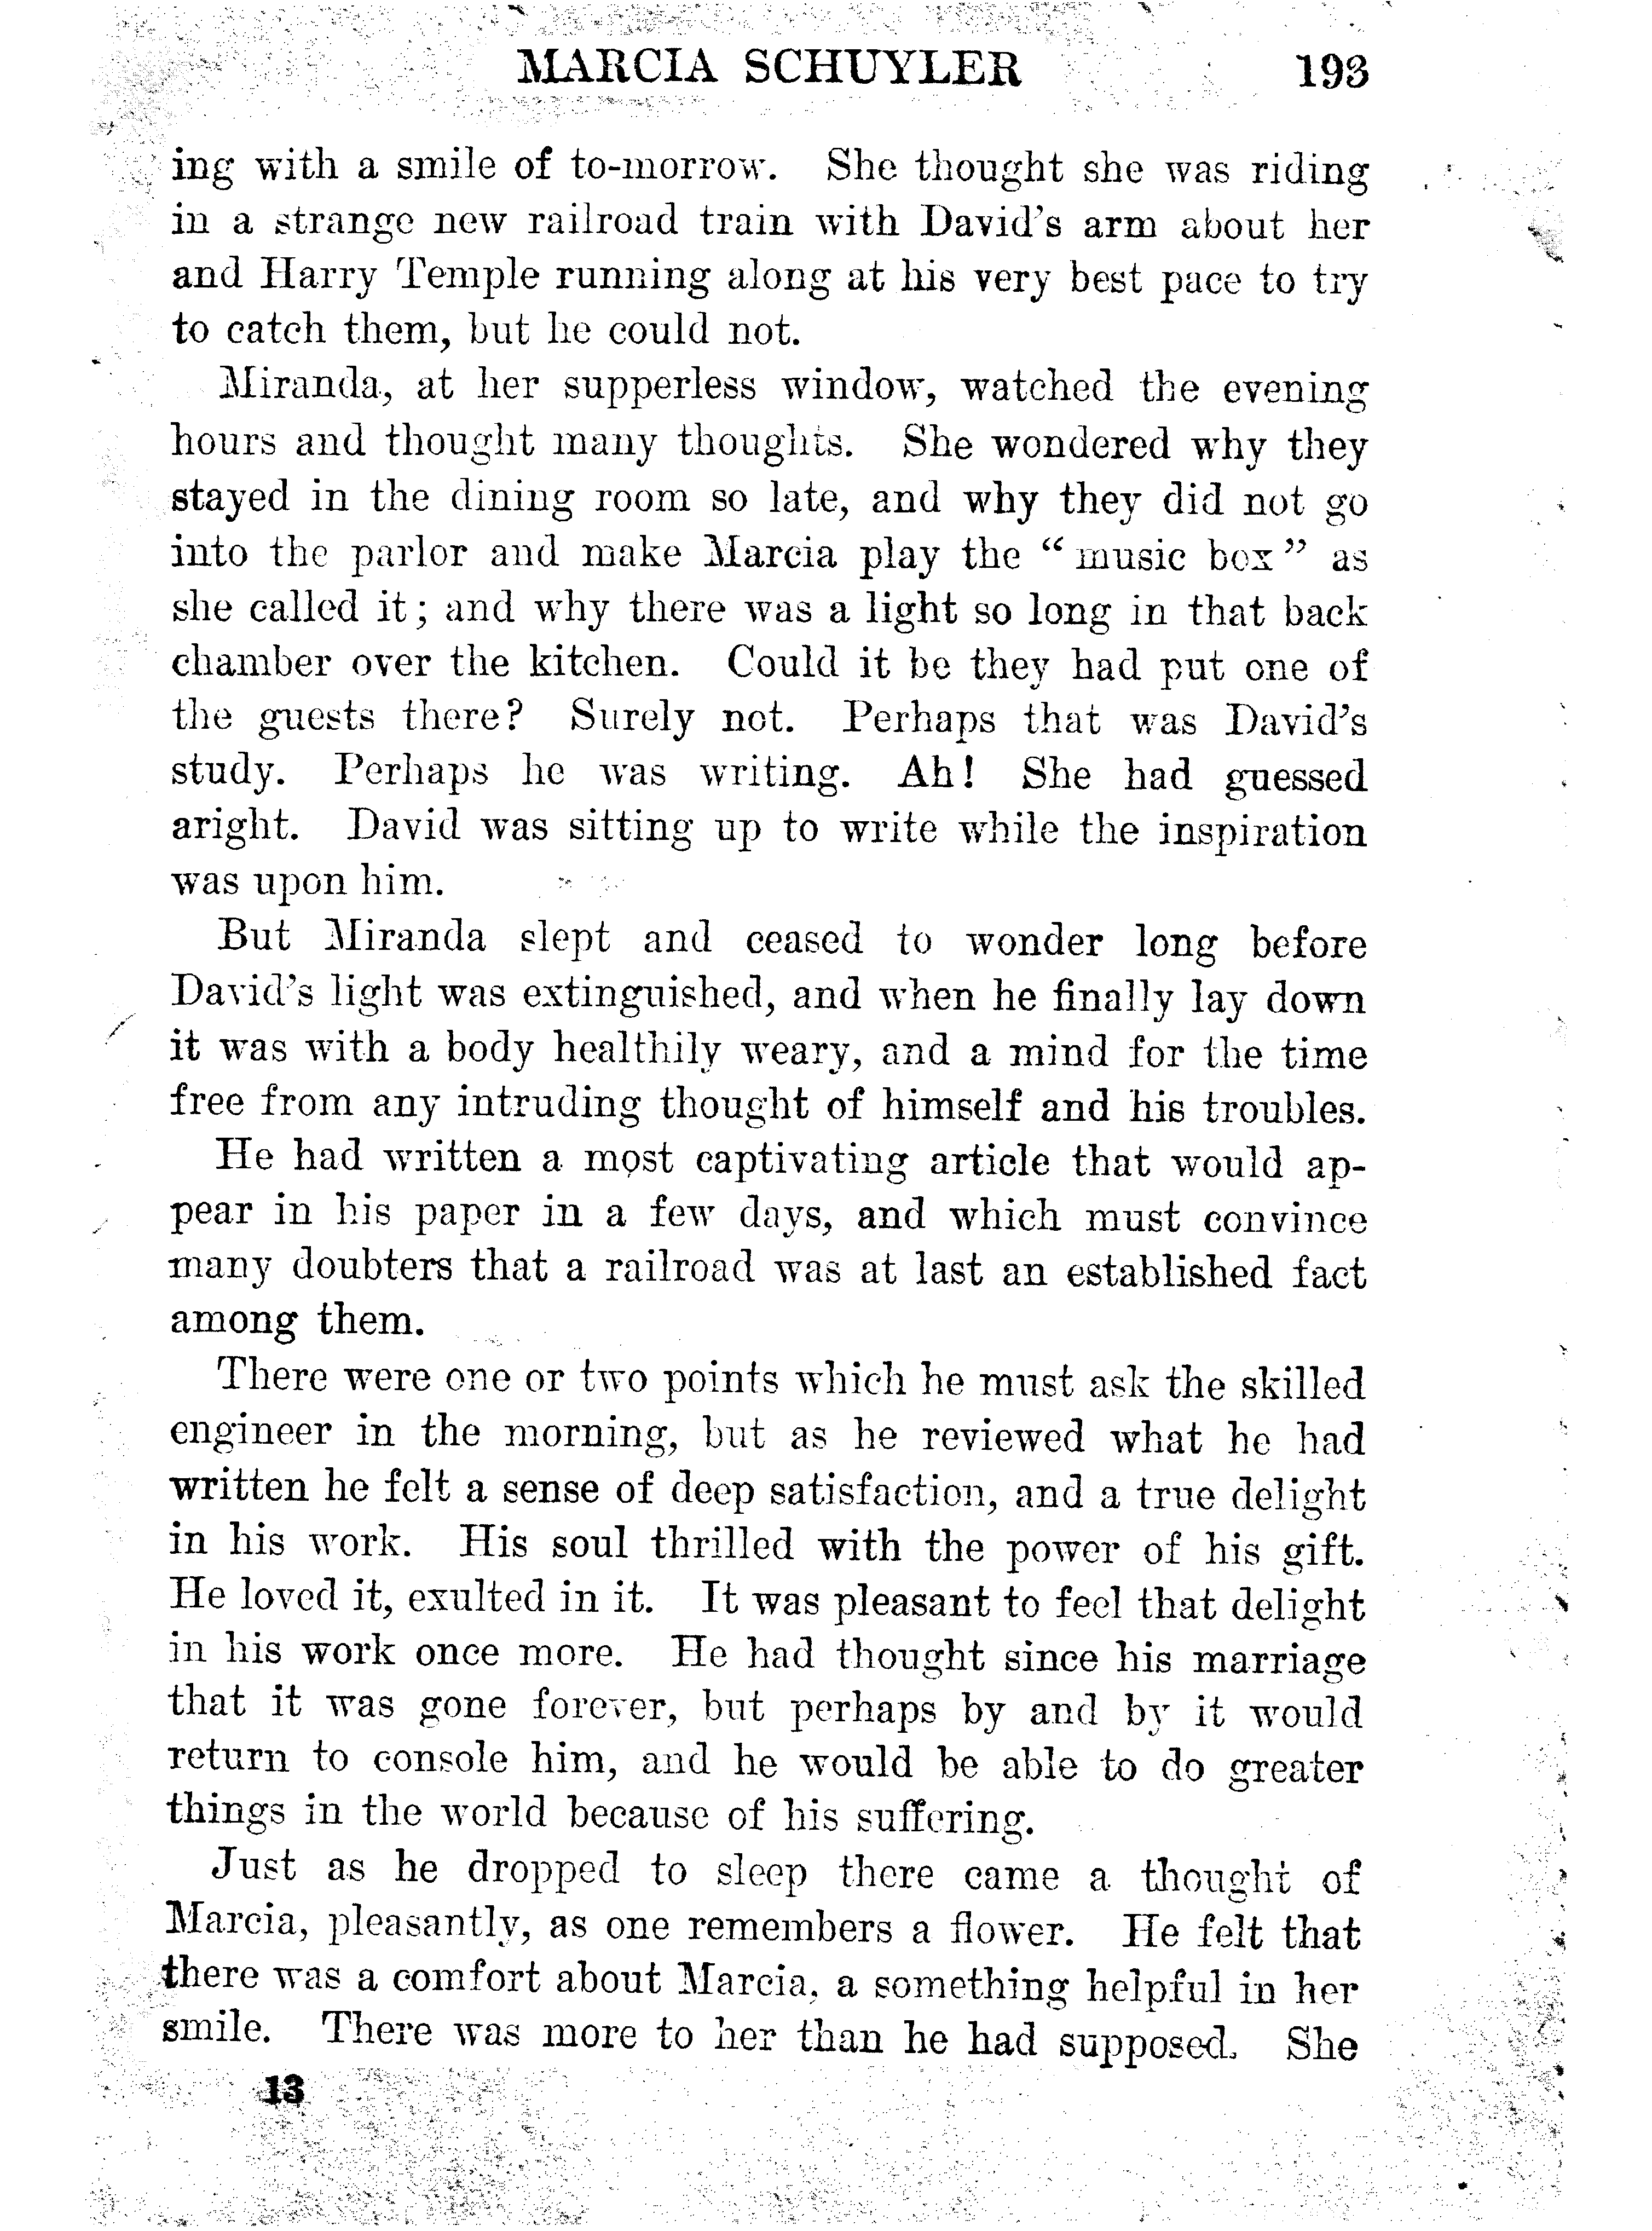 MARCIA SCHUYLER 193
ing with a smile of to-morrow. She thought she was riding
in a strange new railroad train with David's arm about her
and Harry Temple running along at his very best pace to try
to catch them, but he could not.
Miranda, at her supperless window, watched the evening
hours and thought many thoughts. She wondered why they
stayed in the dining room so late, and why they did not go
into the parlor and make Marcia play the “ music box ” as
she called it; and why there was a light so long in that back
chamber over the kitchen. Could it be they had put one of
the guests there? Surely not. Perhaps that was David's
study. Perhaps he was writing. Ah! She had guessed
aright. David was sitting up to write while the inspiration
was upon him.
But Miranda slept and ceased to wonder long before
David's light was extinguished, and when he finally lay down
it was with a body healthily weary, and a mind for the time
free from any intruding thought of himself and his troubles.
He had written a most captivating article that would ap-
pear in his paper in a few days, and which must convince
many doubters that a railroad was at last an established fact
among them.
There were one or two points which he must ask the skilled
engineer in the morning, but as he reviewed what he had
written he felt a sense of deep satisfaction, and a true delight
in his work. His soul thrilled with the power of his gift.
He loved it, exulted in it. It was pleasant to feel that delight
in his work once more. He had thought since his marriage
that it was gone forever, but perhaps by and by it would
return to console him, and he would be able to do greater
things in the world because of his suffering.
Just as he dropped to sleep there came a thought of
Marcia, pleasantly, as one remembers a flower. He felt that
there was a comfort about Marcia, a something helpful in her
smile. There was more to her than he had supposed. She
13